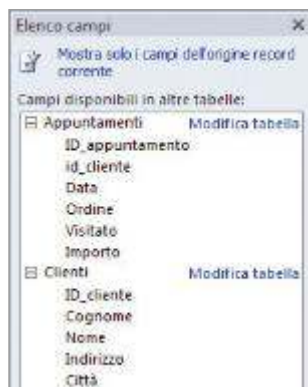 Elenco campi
Mostra solo i campi dell'origine record
corrente
Campi disponibili in altre tabelle:
Appuntamenti Modifica tabella
ID_appuntamento
id_cliente
Data
Ordine
Visitato
Importo
Clienti Modifica tabella
ID_cliente
Cognome
Nome
Indirizzo
Città